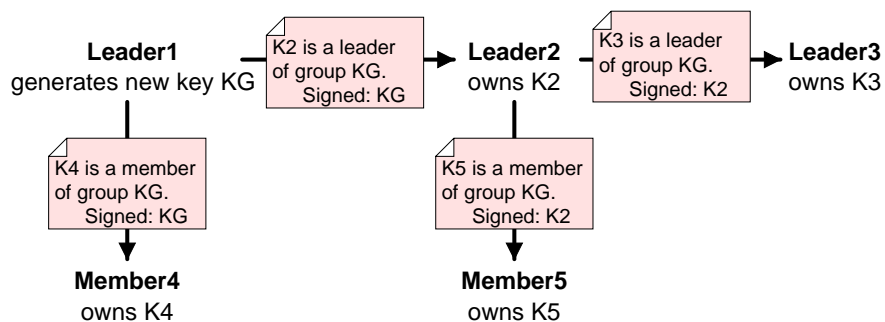 Leader1
generates new key KG
K2 is a leader
of group KG.
Signed: KG
Leader2
owns K2
K3 is a leader
of group KG.
Signed: K2
Leader3
owns K3
K4 is a member
of group KG.
Signed: KG
K5 is a member
of group KG.
Signed: K2
Member4
owns K4
Member5
owns K5